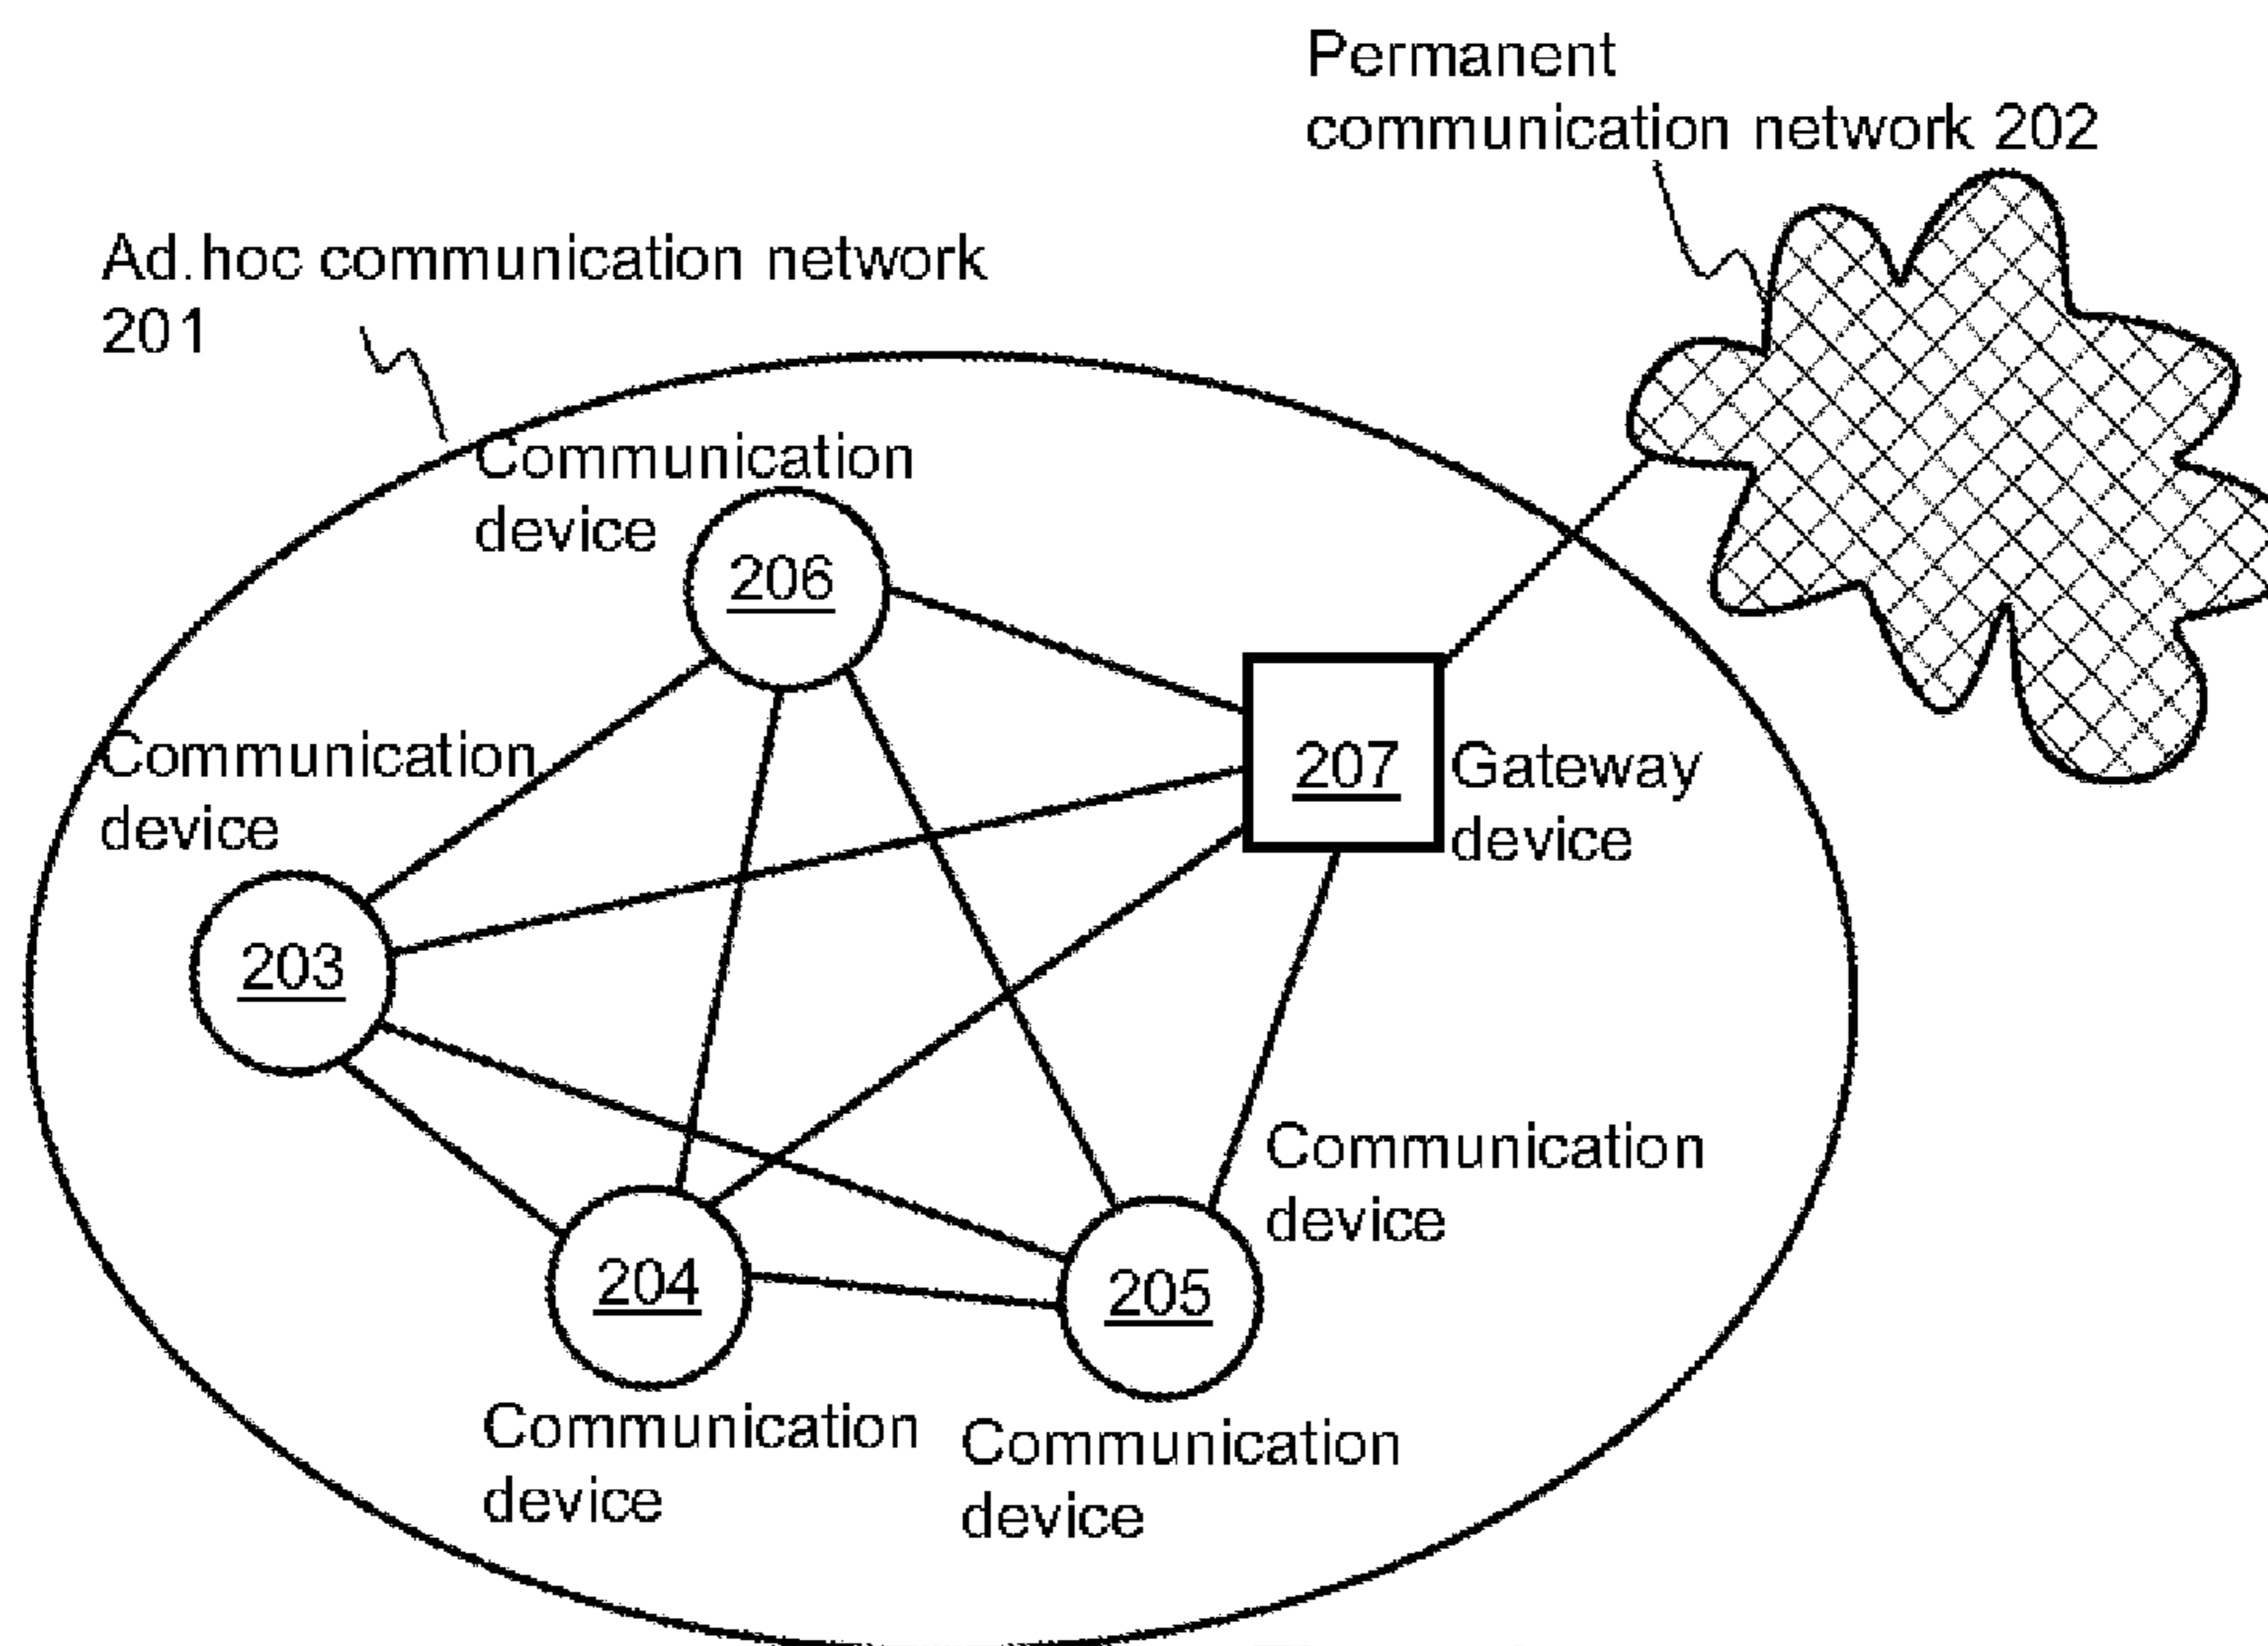 Permanent
communication network 202
Ad.hoc communication network
201
Communication
device
206
Communication
device
207
Gateway
device
203
Communication
device
204
205
Communication
device
Communication
device